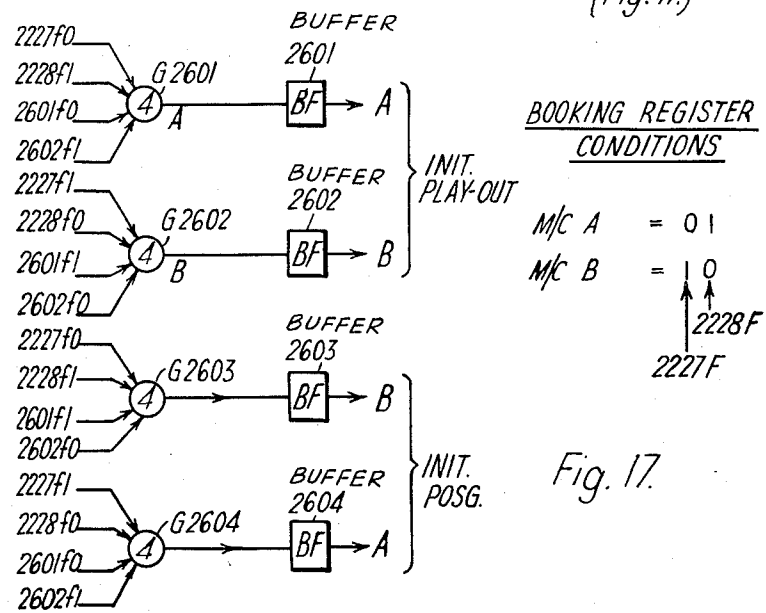 (Fig. 11.)
BUFFER
2601
2227f0
2228f1
2601f0
2602f1
G2601
4
A
BF
A
BUFFER
2602
2227f1
2228f0
2601f1
2602f0
G2602
4
B
BF
B
INIT.
PLAY-OUT
BUFFER
2603
2227f0
2228f1
2601f1
2602f0
G2603
4
BF
B
BUFFER
2604
2227f1
2228f0
2601f0
2602f1
G2604
4
BF
A
INIT.
POSG.
BOOKING REGISTER
CONDITIONS
M/C A = 0 1
M/C B = 1 0
2228F
2227F
Fig. 17.